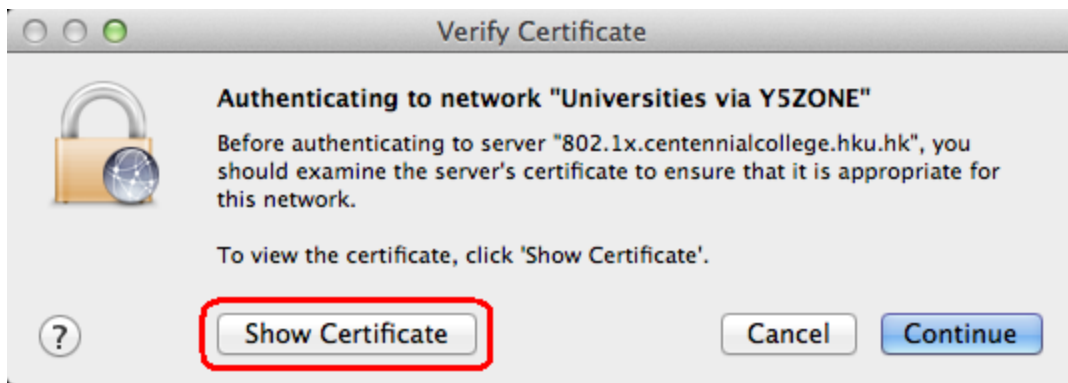 Verify Certificate
Authenticating to network "Universities via Y5ZONE"
Before authenticating to server "802.1x.centennialcollege.hku.hk", you
should examine the server's certificate to ensure that it is appropriate for
this network.
To view the certificate, click 'Show Certificate'.
?
Show Certificate
Cancel
Continue